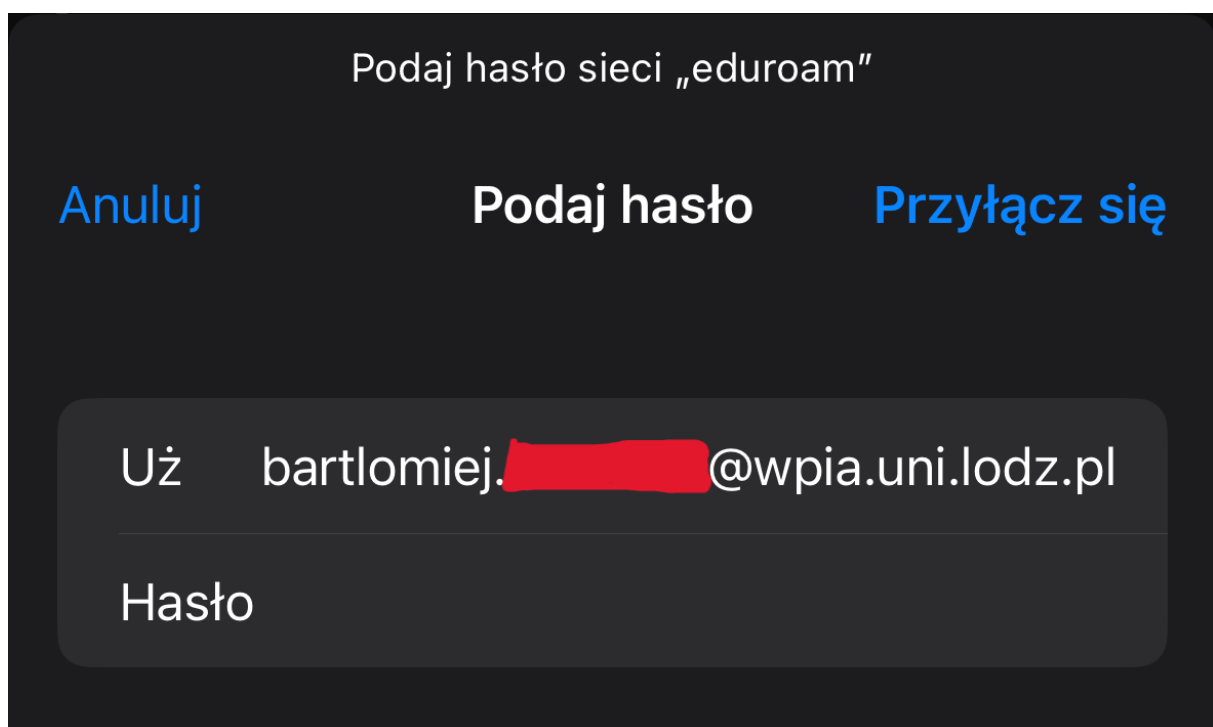 Podaj hasło sieci „eduroam”
Anuluj Podaj hasło Przyłącz się
Uż bartlomiej. @wpia.uni.lodz.pl
Hasło